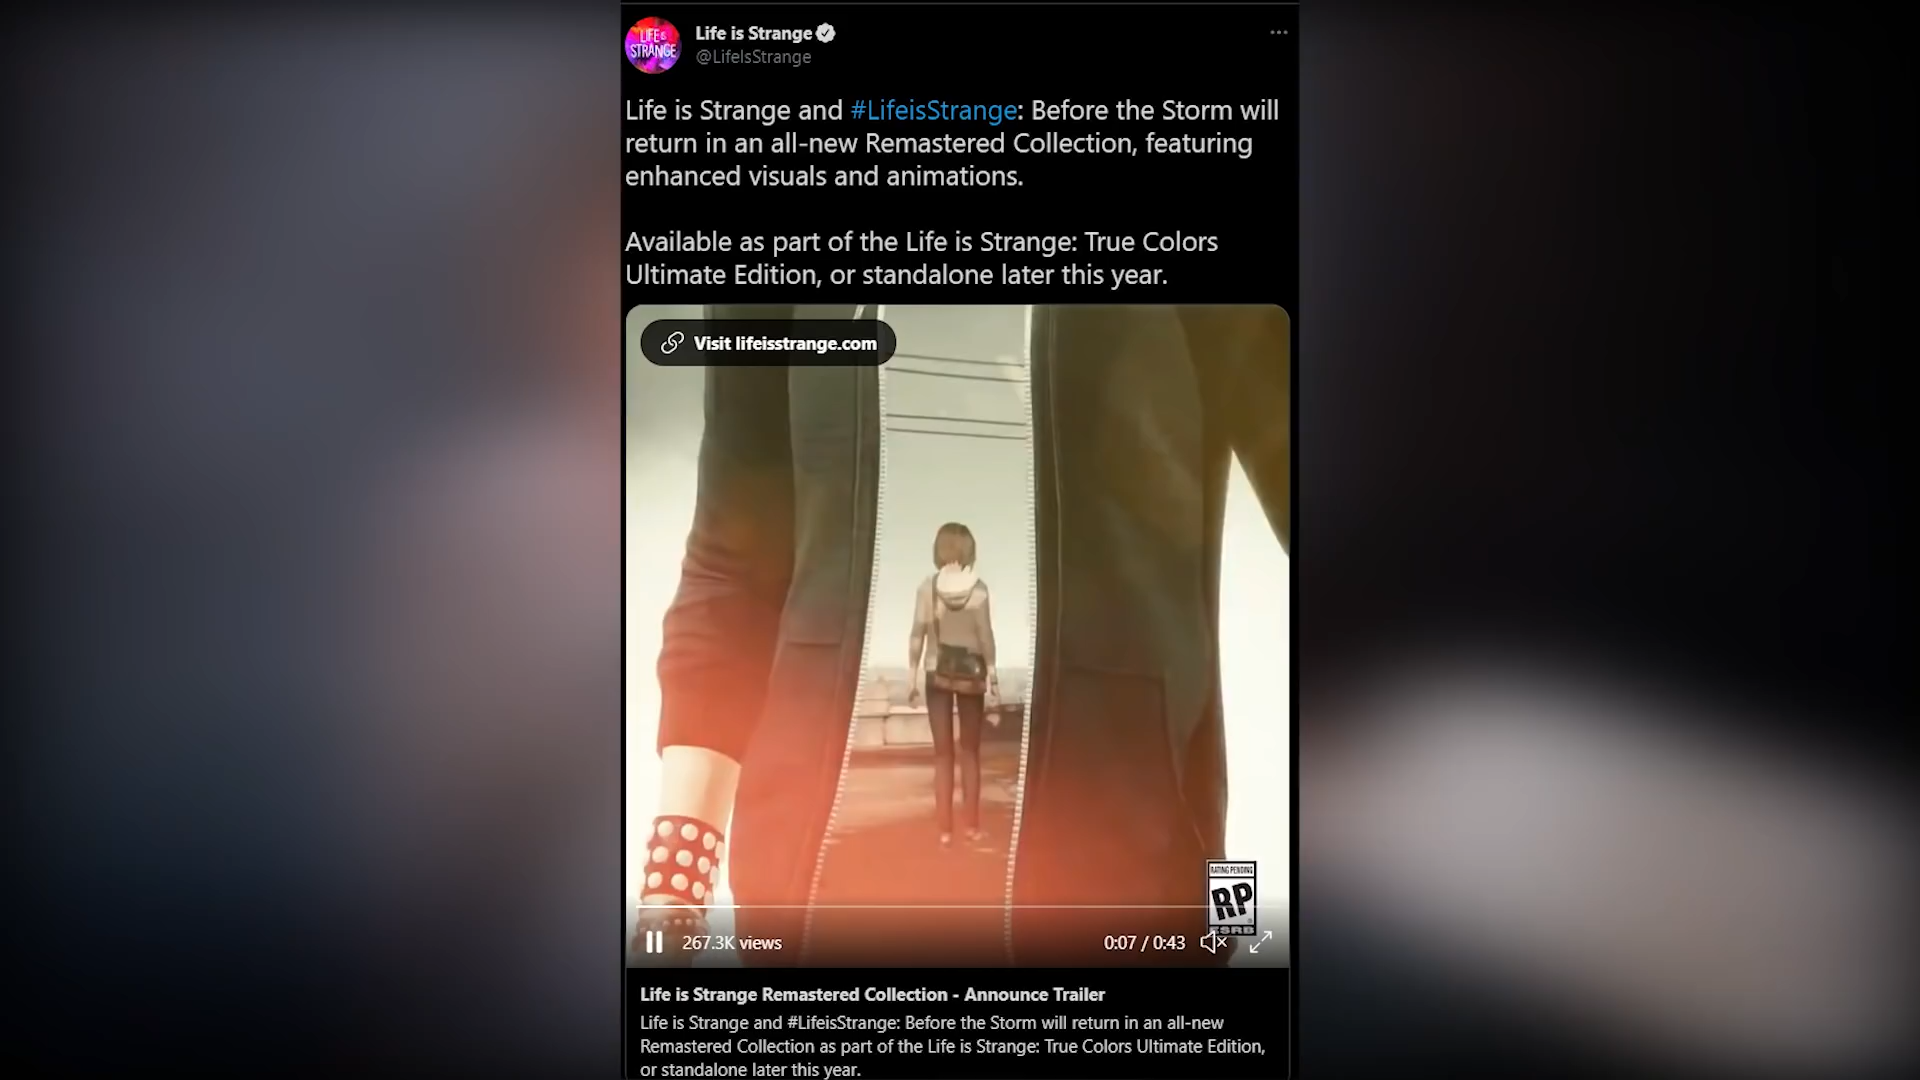 LIFE IS
STRANGE
Life is Strange
@LifeIsStrange
Life is Strange and #LifeisStrange: Before the Storm will
return in an all-new Remastered Collection, featuring
enhanced visuals and animations.
Available as part of the Life is Strange: True Colors
Ultimate Edition, or standalone later this year.
Visit lifeisstrange.com
RATING PENDING
RP
ESRB
267.3K views
0:07 / 0:43
Life is Strange Remastered Collection - Announce Trailer
Life is Strange and #LifeisStrange: Before the Storm will return in an all-new
Remastered Collection as part of the Life is Strange: True Colors Ultimate Edition,
or standalone later this year.